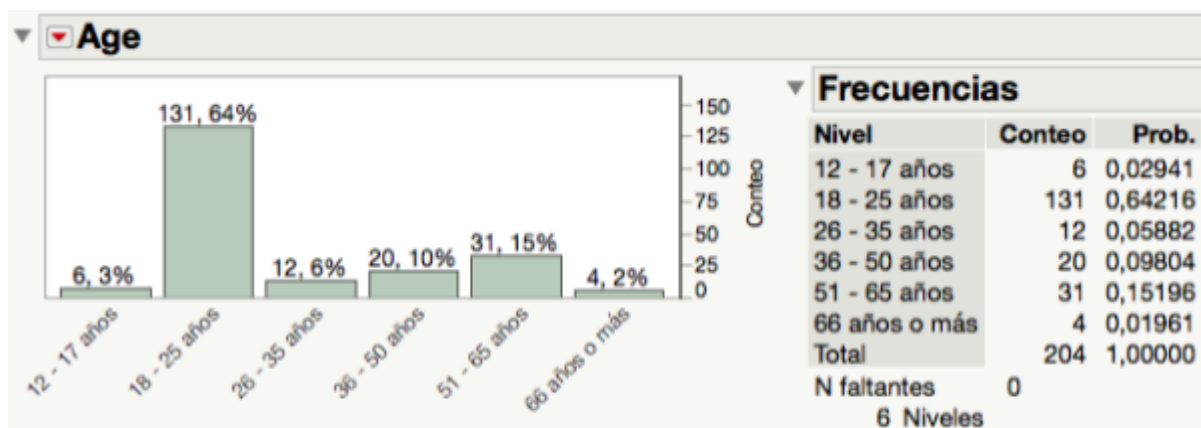 Age
131, 64%
6, 3%
12, 6%
20, 10%
31, 15%
4, 2%
150
125
100
75
50
25
0
Conteo
12 - 17 años
18 - 25 años
26 - 35 años
36 - 50 años
51 - 65 años
66 años o más
Frecuencias
Nivel Conteo Prob.
12 - 17 años 6 0,02941
18 - 25 años 131 0,64216
26 - 35 años 12 0,05882
36 - 50 años 20 0,09804
51 - 65 años 31 0,15196
66 años o más 4 0,01961
Total 204 1,00000
N faltantes 0
6 Niveles